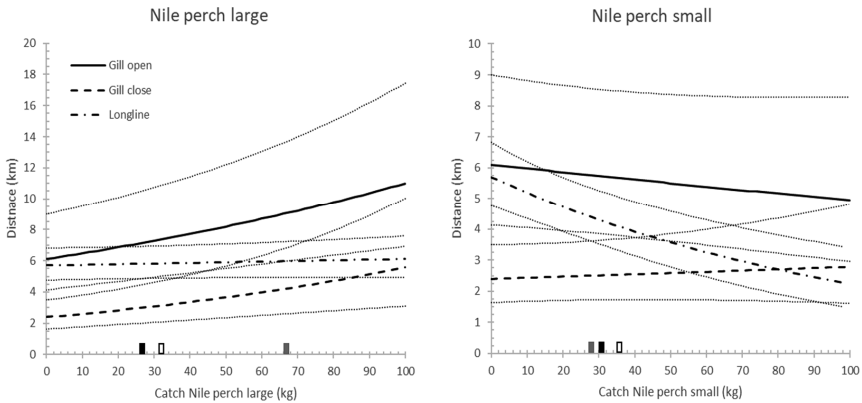 Nile perch large
20
18
16
14
12
10
8
6
4
2
0
Distnace (km)
Gill open
Gill close
Longline
0 10 20 30 40 50 60 70 80 90 100
Catch Nile perch large (kg)
Nile perch small
10
9
8
7
6
5
4
3
2
1
0
Distance (km)
0 10 20 30 40 50 60 70 80 90 100
Catch Nile perch small (kg)